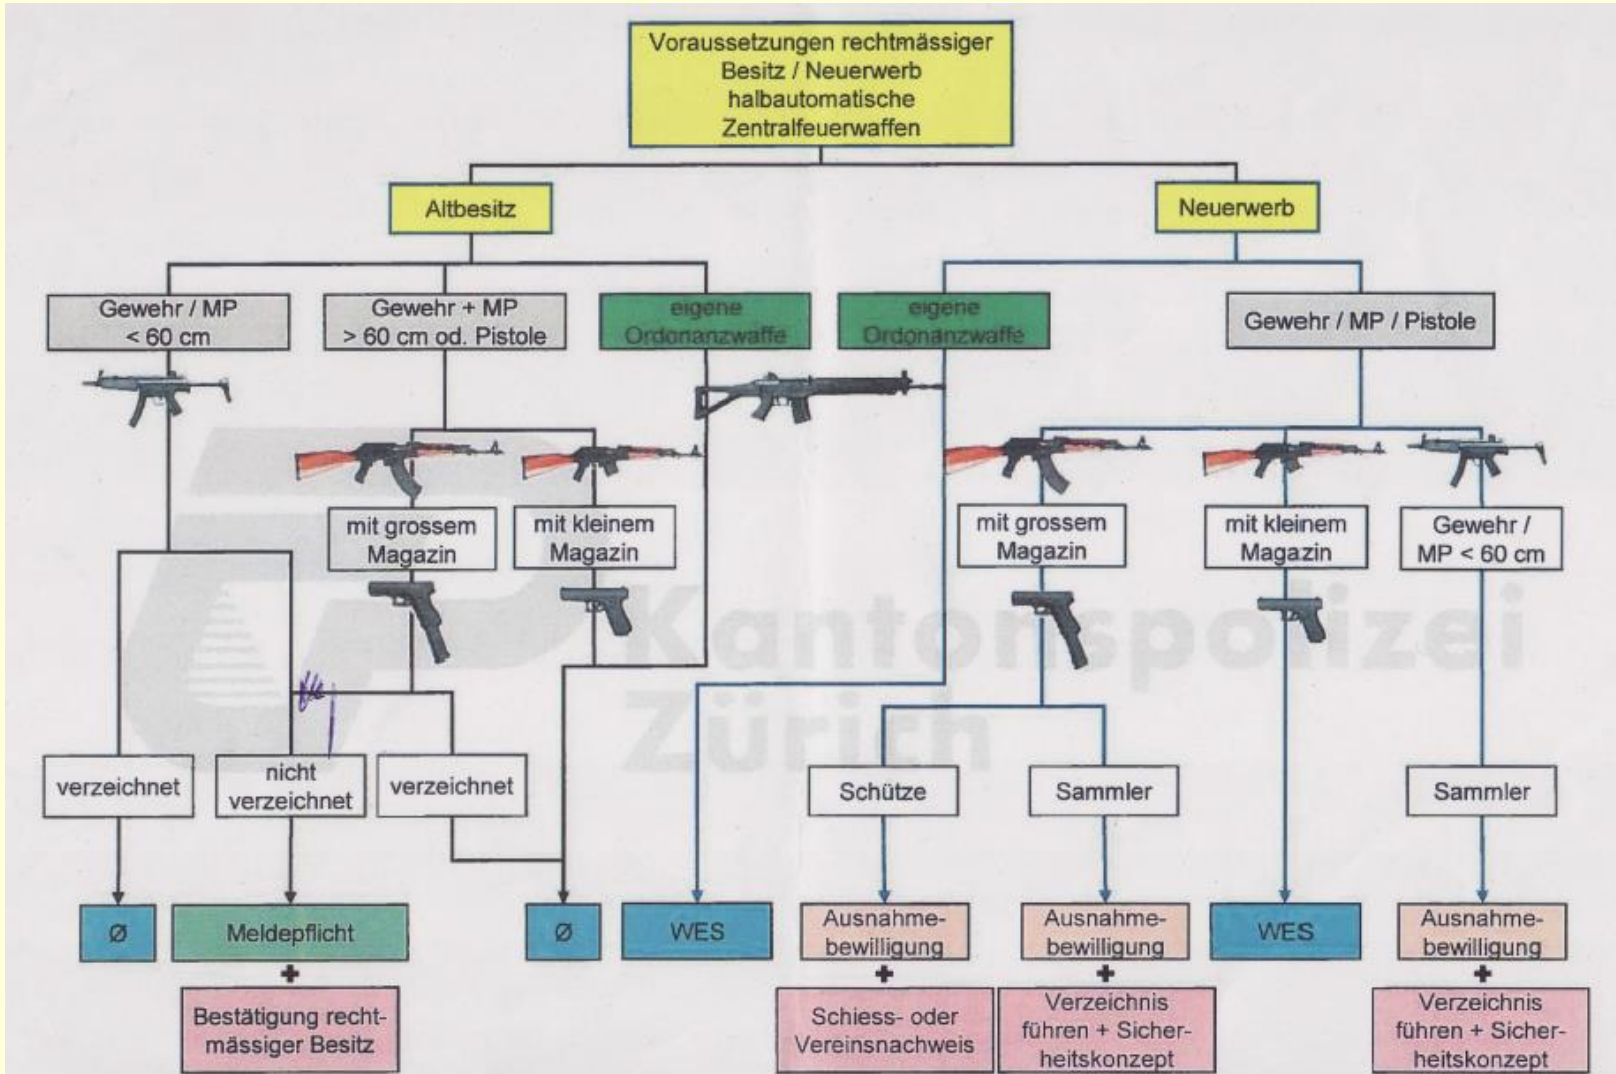 Voraussetzungen rechtmässiger
Besitz / Neuerwerb
halbautomatische
Zentralfeuerwaffen
Altbesitz
Neuerwerb
Gewehr / MP
< 60 cm
Gewehr + MP
> 60 cm od. Pistole
eigene
Ordonanzwaffe
eigene
Ordonanzwaffe
Gewehr / MP / Pistole
mit grossem
Magazin
mit kleinem
Magazin
mit grossem
Magazin
mit kleinem
Magazin
Gewehr /
MP < 60 cm
Kantonspolizei
Zürich
verzeichnet
nicht
verzeichnet
verzeichnet
Schütze
Sammler
Sammler
Ø
Meldepflicht
Ø
WES
Ausnahme-
bewilligung
Ausnahme-
bewilligung
WES
Ausnahme-
bewilligung
+
+
+
+
Bestätigung recht-
mässiger Besitz
Schiess- oder
Vereinsnachweis
Verzeichnis
führen + Sicher-
heitskonzept
Verzeichnis
führen + Sicher-
heitskonzept